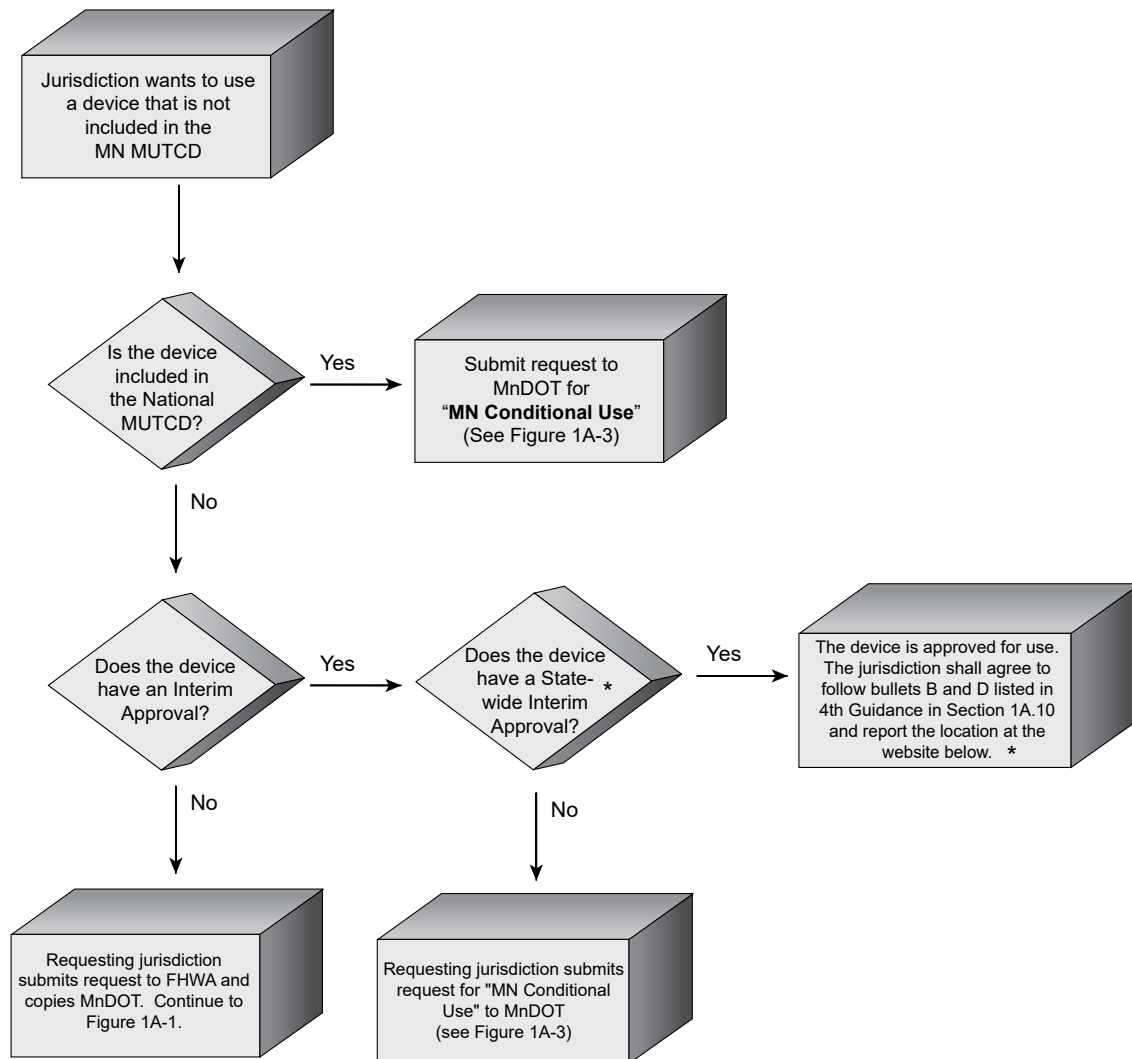 Jurisdiction wants to use
a device that is not
included in the
MN MUTCD
Is the device
included in
the National
MUTCD?
Yes
Submit request to
MnDOT for
“MN Conditional Use”
(See Figure 1A-3)
No
Does the device
have an Interim
Approval?
Yes
Does the device
have a State-
wide Interim *
Approval?
Yes
The device is approved for use.
The jurisdiction shall agree to
follow bullets B and D listed in
4th Guidance in Section 1A.10
and report the location at the
website below. *
No
No
Requesting jurisdiction
submits request to FHWA and
copies MnDOT. Continue to
Figure 1A-1.
Requesting jurisdiction submits
request for "MN Conditional
Use" to MnDOT
(see Figure 1A-3)